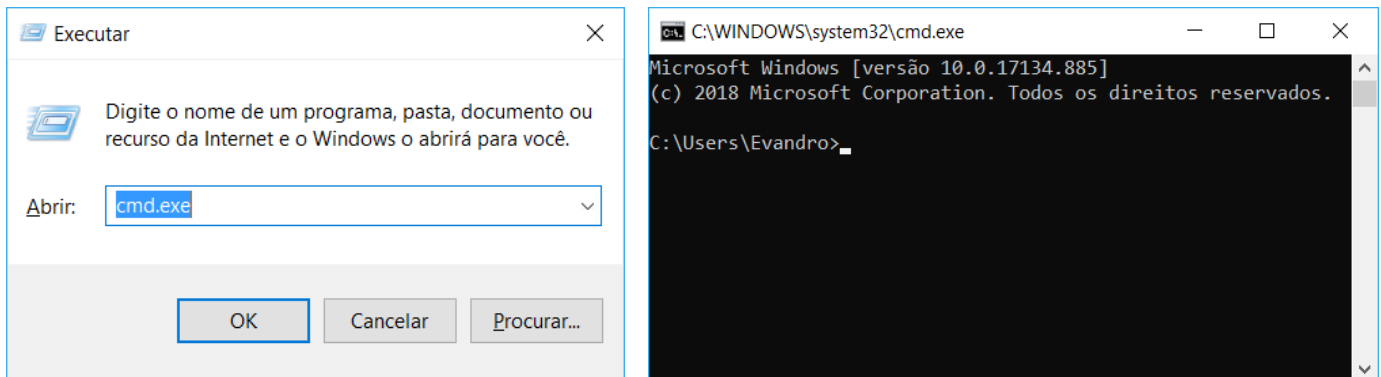 Executar
Digite o nome de um programa, pasta, documento ou
recurso da Internet e o Windows o abrirá para você.
Abrir:
cmd.exe
OK
Cancelar
Procurar...
C:\WINDOWS\system32\cmd.exe
Microsoft Windows [versão 10.0.17134.885]
(c) 2018 Microsoft Corporation. Todos os direitos reservados.
C:\Users\Evandro>